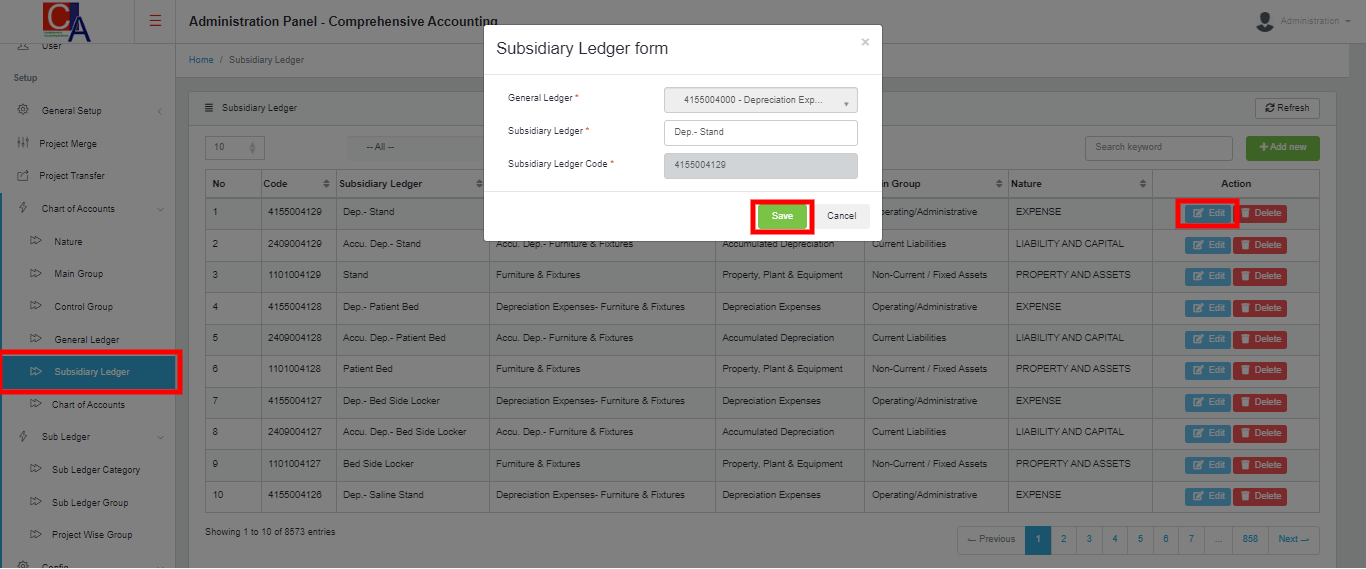 CA
Administration Panel - Comprehensive Accounting
Administration
User
Home / Subsidiary Ledger
Setup
General Setup
Project Merge
Project Transfer
Chart of Accounts
Nature
Main Group
Control Group
General Ledger
Subsidiary Ledger
Chart of Accounts
Sub Ledger
Sub Ledger Category
Sub Ledger Group
Project Wise Group
Config
Subsidiary Ledger form ×
General Ledger * 4155004000 - Depreciation Exp...
Subsidiary Ledger * Dep.- Stand
Subsidiary Ledger Code * 4155004129
Save Cancel
Subsidiary Ledger Refresh
10 -- All -- Search keyword Add new
No Code Subsidiary Ledger in Group Nature Action
1 4155004129 Dep.- Stand perating/Administrative EXPENSE Edit Delete
2 2409004129 Accu. Dep.- Stand Accu. Dep.- Furniture & Fixtures Accumulated Depreciation Current Liabilities LIABILITY AND CAPITAL Edit Delete
3 1101004129 Stand Furniture & Fixtures Property, Plant & Equipment Non-Current / Fixed Assets PROPERTY AND ASSETS Edit Delete
4 4155004128 Dep.- Patient Bed Depreciation Expenses- Furniture & Fixtures Depreciation Expenses Operating/Administrative EXPENSE Edit Delete
5 2409004128 Accu. Dep.- Patient Bed Accu. Dep.- Furniture & Fixtures Accumulated Depreciation Current Liabilities LIABILITY AND CAPITAL Edit Delete
6 1101004128 Patient Bed Furniture & Fixtures Property, Plant & Equipment Non-Current / Fixed Assets PROPERTY AND ASSETS Edit Delete
7 4155004127 Dep.- Bed Side Locker Depreciation Expenses- Furniture & Fixtures Depreciation Expenses Operating/Administrative EXPENSE Edit Delete
8 2409004127 Accu. Dep.- Bed Side Locker Accu. Dep.- Furniture & Fixtures Accumulated Depreciation Current Liabilities LIABILITY AND CAPITAL Edit Delete
9 1101004127 Bed Side Locker Furniture & Fixtures Property, Plant & Equipment Non-Current / Fixed Assets PROPERTY AND ASSETS Edit Delete
10 4155004126 Dep.- Saline Stand Depreciation Expenses- Furniture & Fixtures Depreciation Expenses Operating/Administrative EXPENSE Edit Delete
Showing 1 to 10 of 8573 entries
Previous 1 2 3 4 5 6 7 ... 858 Next